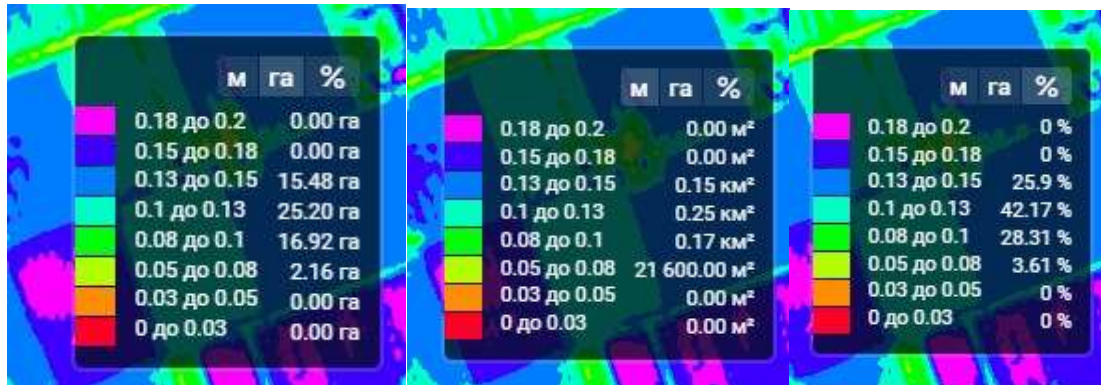 м га %
0.18 до 0.2 0.00 га
0.15 до 0.18 0.00 га
0.13 до 0.15 15.48 га
0.1 до 0.13 25.20 га
0.08 до 0.1 16.92 га
0.05 до 0.08 2.16 га
0.03 до 0.05 0.00 га
0 до 0.03 0.00 га
м га %
0.18 до 0.2 0.00 м²
0.15 до 0.18 0.00 м²
0.13 до 0.15 0.15 км²
0.1 до 0.13 0.25 км²
0.08 до 0.1 0.17 км²
0.05 до 0.08 21 600.00 м²
0.03 до 0.05 0.00 м²
0 до 0.03 0.00 м²
м га %
0.18 до 0.2 0 %
0.15 до 0.18 0 %
0.13 до 0.15 25.9 %
0.1 до 0.13 42.17 %
0.08 до 0.1 28.31 %
0.05 до 0.08 3.61 %
0.03 до 0.05 0 %
0 до 0.03 0 %